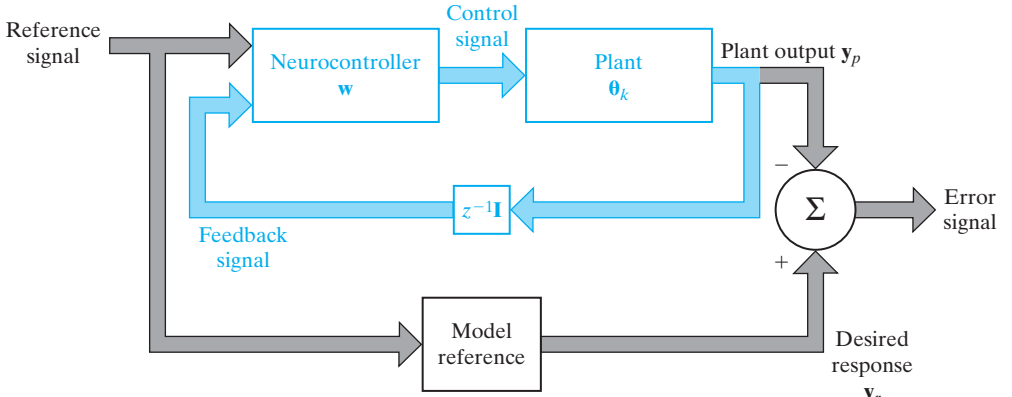 Reference
signal
Control
signal
Neurocontroller
w
Plant
θk
Plant output yp
−
Σ
Error
signal
z−1I
Feedback
signal
+
Model
reference
Desired
response